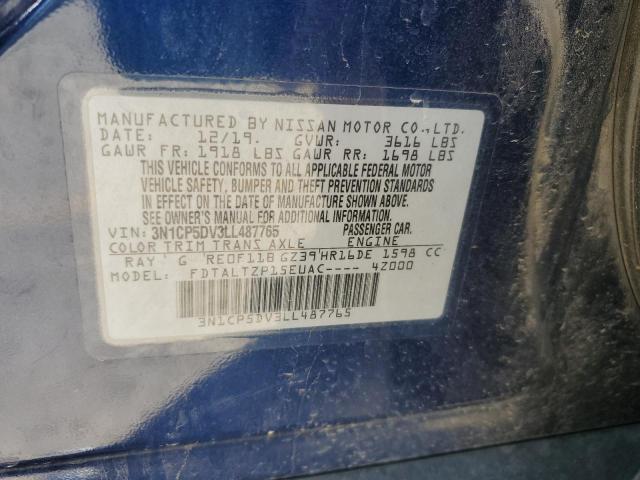 MANUFACTURED BY NISSAN MOTOR CO.,LTD.
DATE: 12/19. GVWR: 3616 LBS
GAWR FR: 1918 LBS GAWR RR: 1698 LBS
THIS VEHICLE CONFORMS TO ALL APPLICABLE FEDERAL MOTOR
VEHICLE SAFETY, BUMPER AND THEFT PREVENTION STANDARDS
IN EFFECT ON THE DATE OF MANUFACTURE SHOWN ABOVE.
SEE OWNER'S MANUAL FOR ADDITIONAL INFORMATION.
VIN: 3N1CP5DV3LL487765 PASSENGER CAR.
COLOR TRIM TRANS AXLE ENGINE
RAY G RE0F11B GZ39 HR16DE 1598 CC
MODEL: FDTALTZP15EUAC---- 4Z000
3N1CP5DV3LL487765